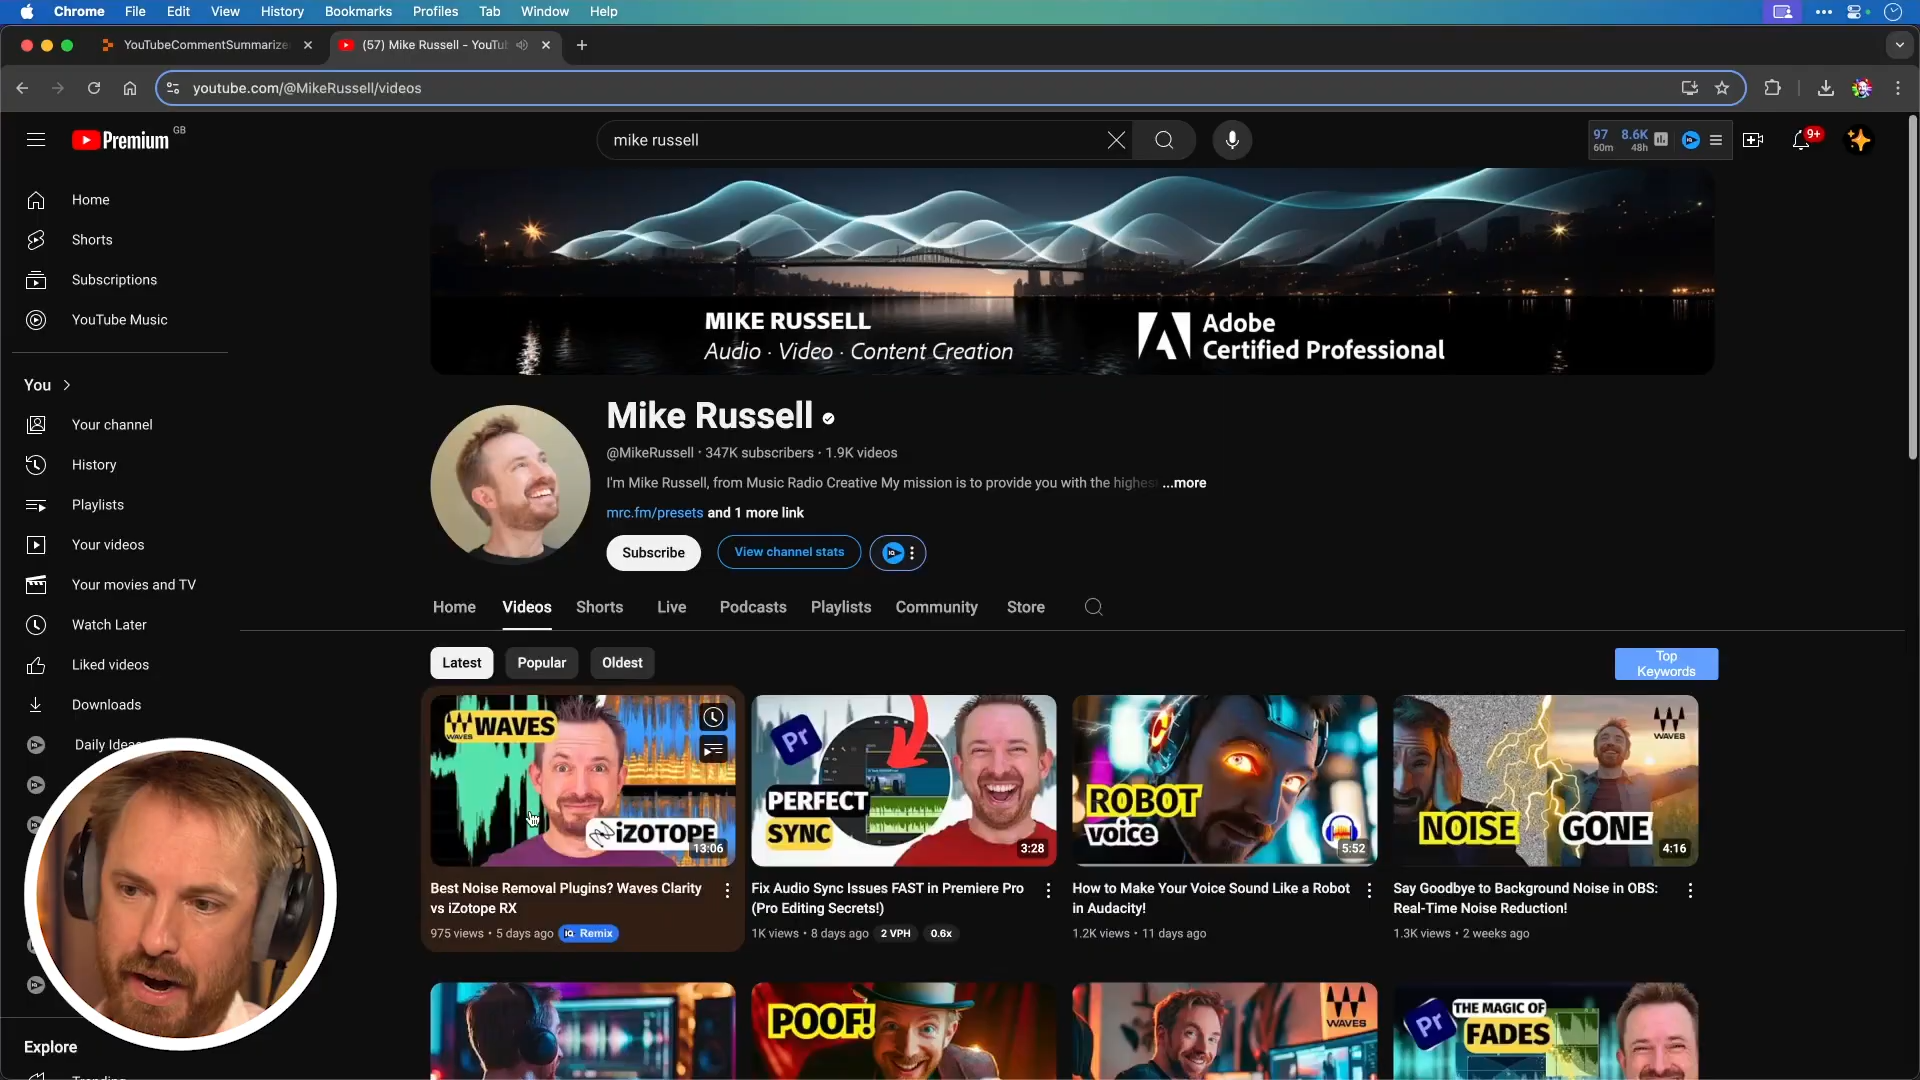 Chrome File Edit View History Bookmarks Profiles Tab Window Help
YouTubeCommentSummarize
(57) Mike Russell - YouTu
youtube.com/@MikeRussell/videos
Premium GB
mike russell
97 8.6K
60m 48h
9+
Home
Shorts
Subscriptions
YouTube Music
You
Your channel
History
Playlists
Your videos
Your movies and TV
Watch Later
Liked videos
Downloads
Daily Ideas
Explore
MIKE RUSSELL
Audio · Video · Content Creation
Adobe
Certified Professional
Mike Russell
@MikeRussell · 347K subscribers · 1.9K videos
I'm Mike Russell, from Music Radio Creative My mission is to provide you with the highes ...more
mrc.fm/presets and 1 more link
Subscribe View channel stats
Home Videos Shorts Live Podcasts Playlists Community Store
Latest Popular Oldest
Top
Keywords
WAVES
WAVES
iZOTOPE
13:06
Best Noise Removal Plugins? Waves Clarity
vs iZotope RX
975 views • 5 days ago Remix
Pr
PERFECT
SYNC
3:28
Fix Audio Sync Issues FAST in Premiere Pro
(Pro Editing Secrets!)
1K views • 8 days ago 2 VPH 0.6x
ROBOT
voice
5:52
How to Make Your Voice Sound Like a Robot
in Audacity!
1.2K views • 11 days ago
WAVES
NOISE GONE
4:16
Say Goodbye to Background Noise in OBS:
Real-Time Noise Reduction!
1.3K views • 2 weeks ago
POOF!
WAVES
Pr
THE MAGIC OF
FADES